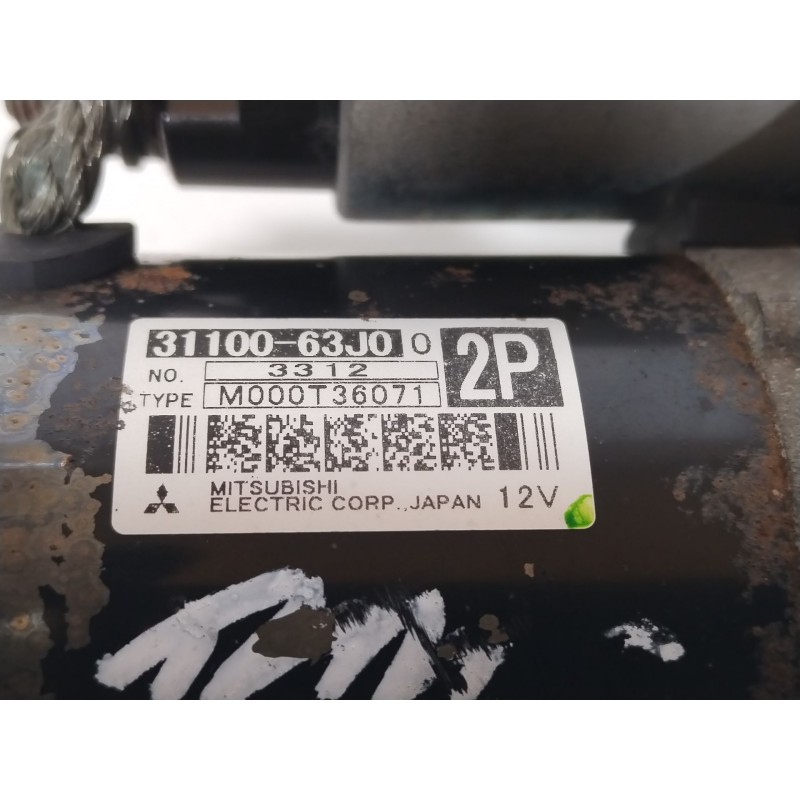 31100-63J0 0
2P
NO. 3312
TYPE M000T36071
MITSUBISHI
ELECTRIC CORP., JAPAN 12V